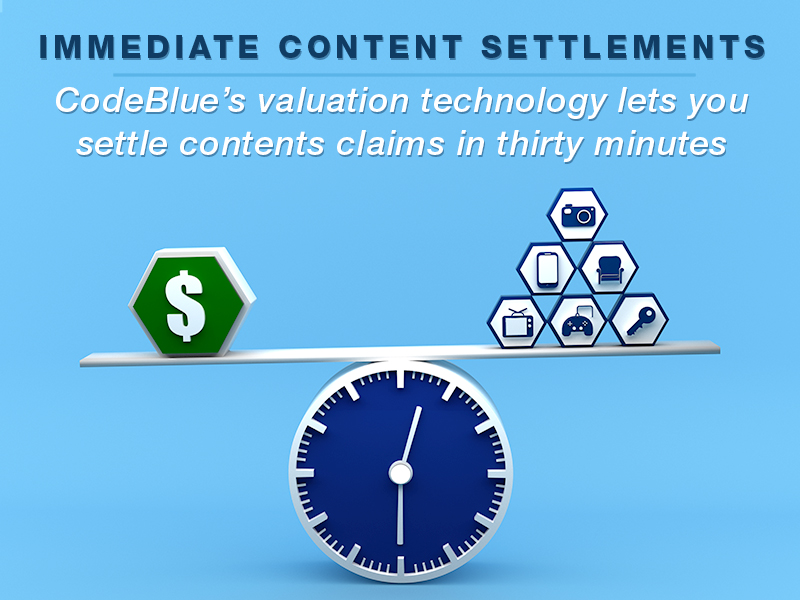 IMMEDIATE CONTENT SETTLEMENTS
CodeBlue’s valuation technology lets you
settle contents claims in thirty minutes
$